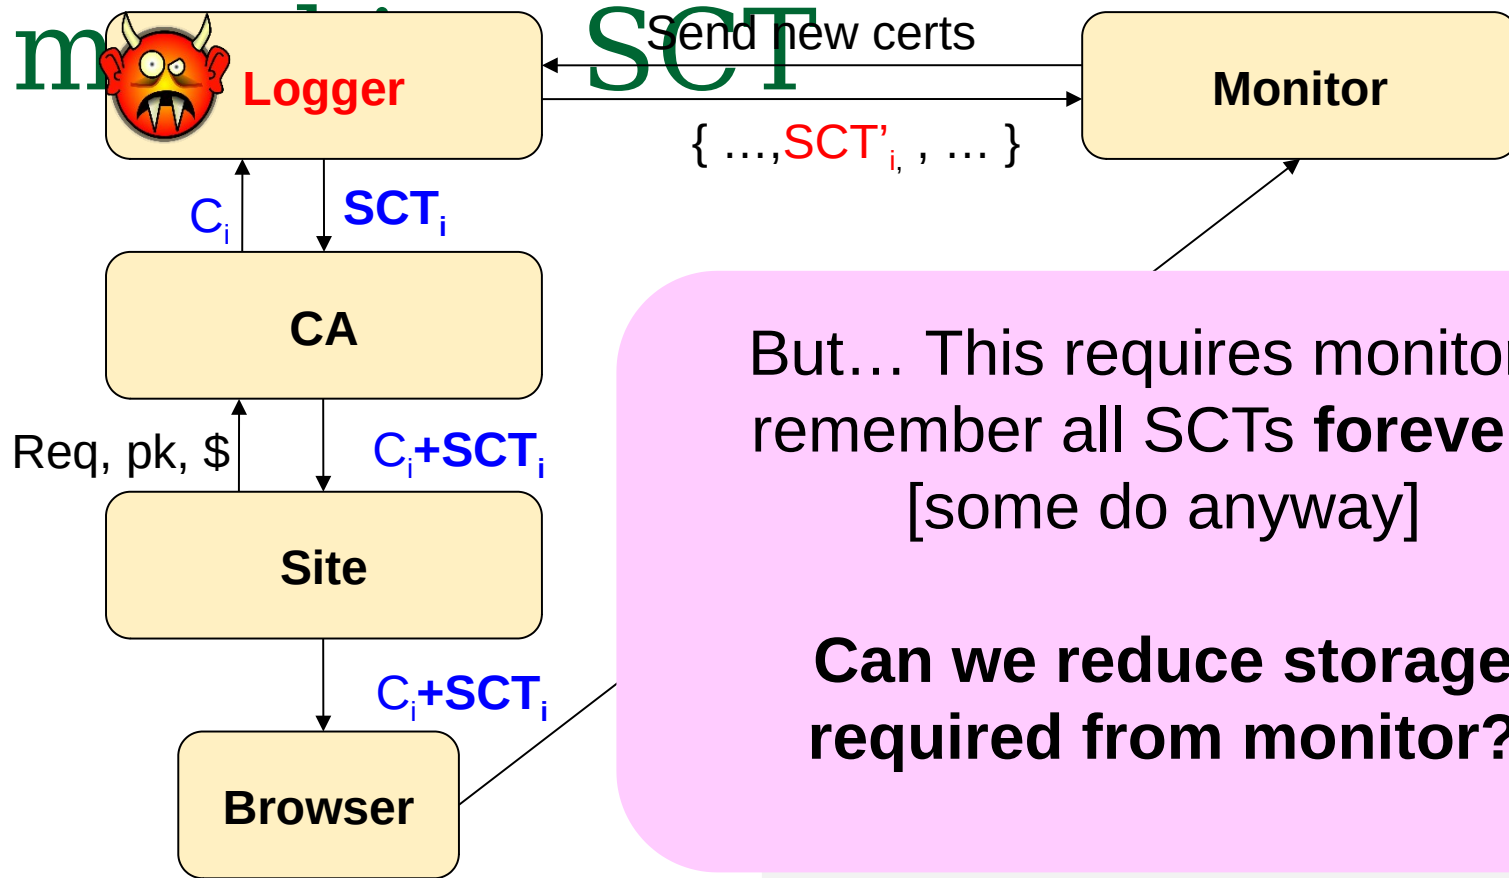 SCT
Send new certs
Logger
Monitor
{ …,SCT’i, , … }
Ci
SCTi
CA
But… This requires monitor
remember all SCTs foreve
Req, pk, $
Ci+SCTi
[some do anyway]
Site
Can we reduce storage
Ci+SCTi
required from monitor?
Browser